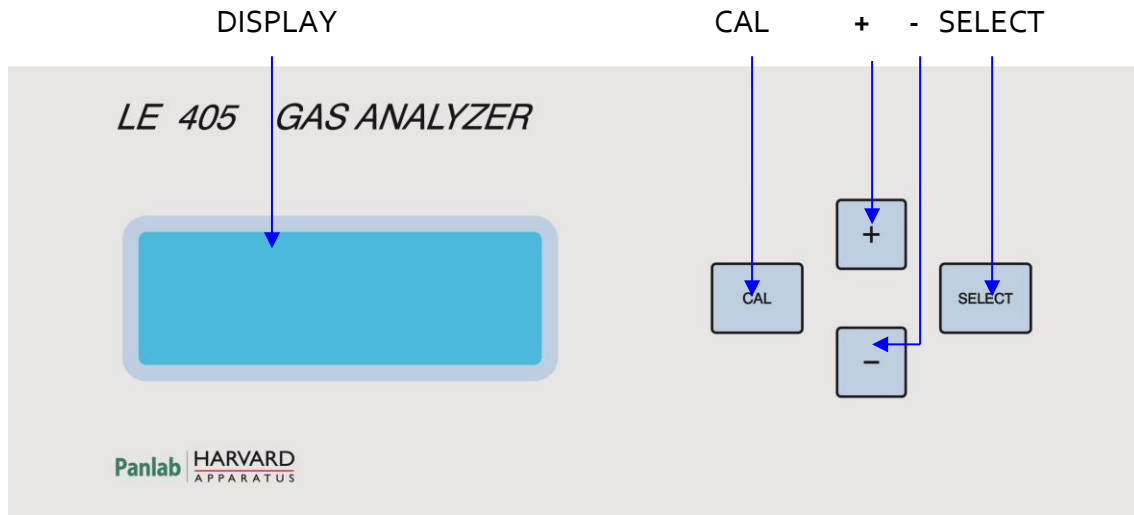 DISPLAY CAL + - SELECT
LE 405 GAS ANALYZER
+
CAL SELECT
-
Panlab HARVARD
APPARATUS